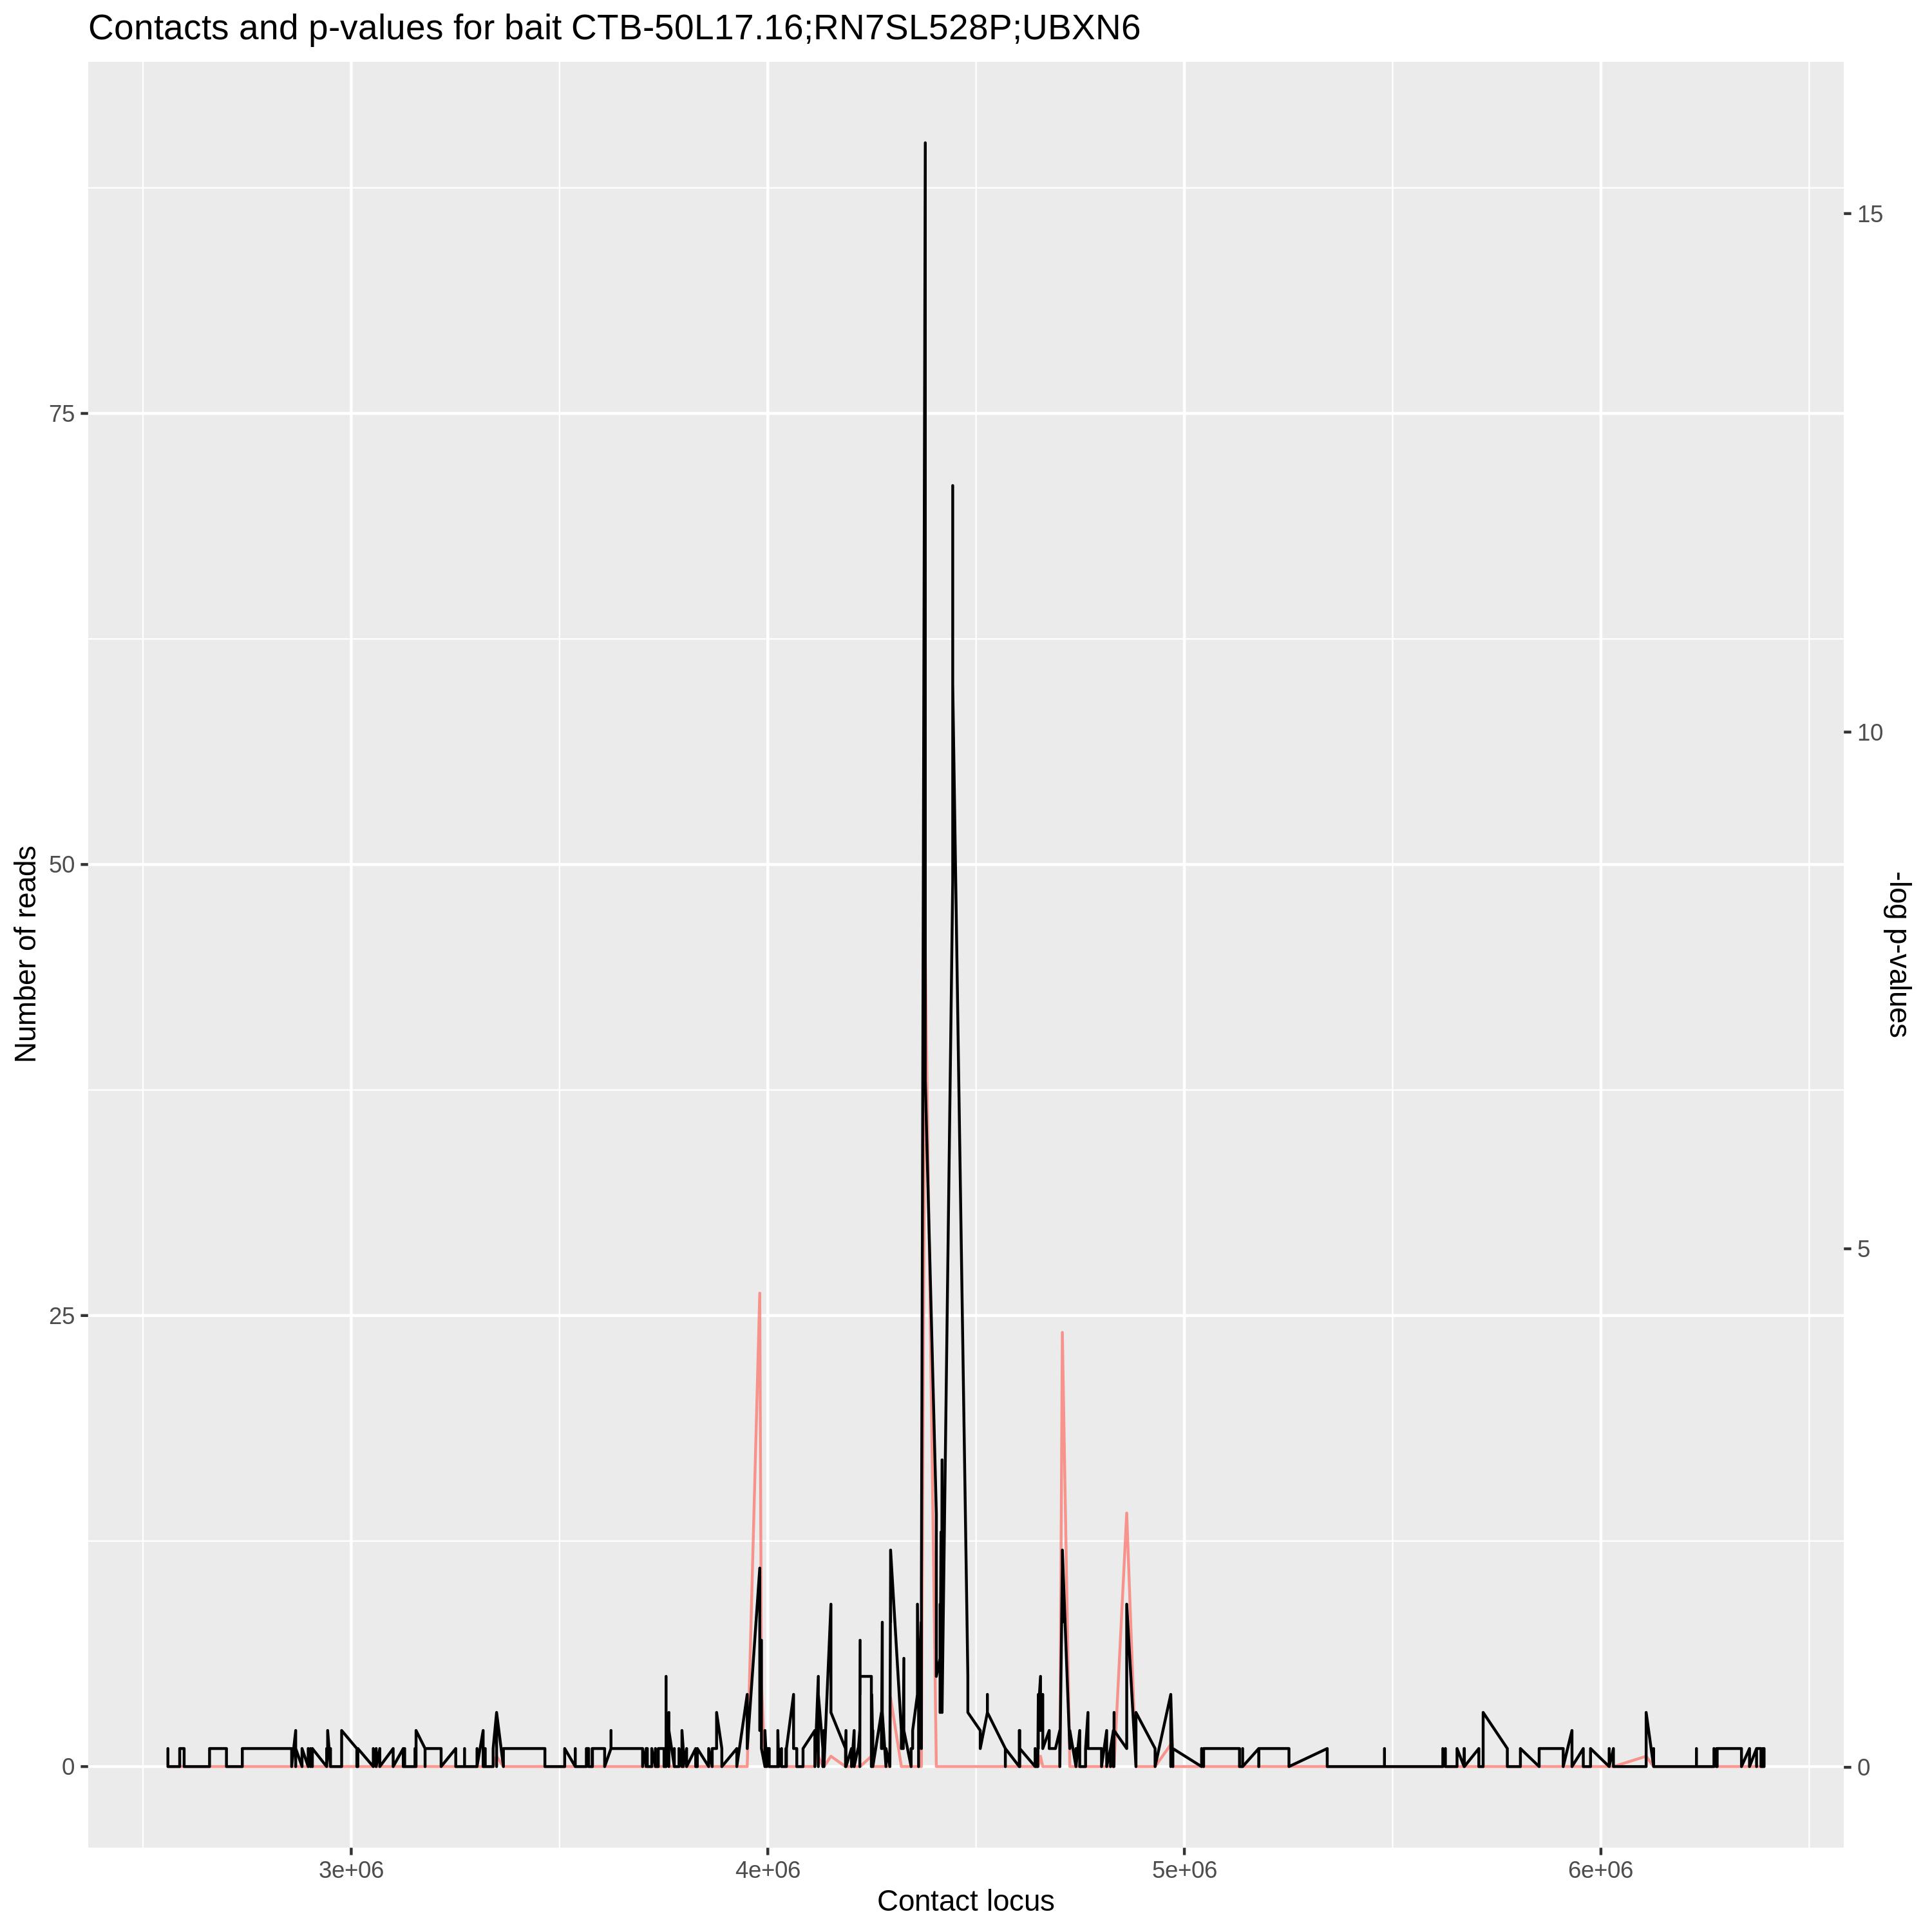 Contacts and p-values for bait CTB-50L17.16;RN7SL528P;UBXN6
Number of reads
75
50
25
0
15
10
5
0
-log p-values
3e+06 4e+06 5e+06 6e+06
Contact locus